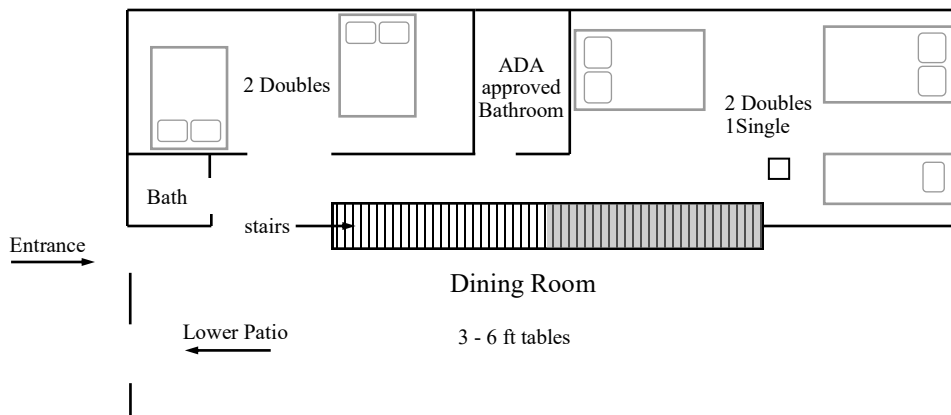 2 Doubles
ADA
approved
Bathroom
2 Doubles
1Single
Bath
stairs
Entrance
Dining Room
Lower Patio
3 - 6 ft tables